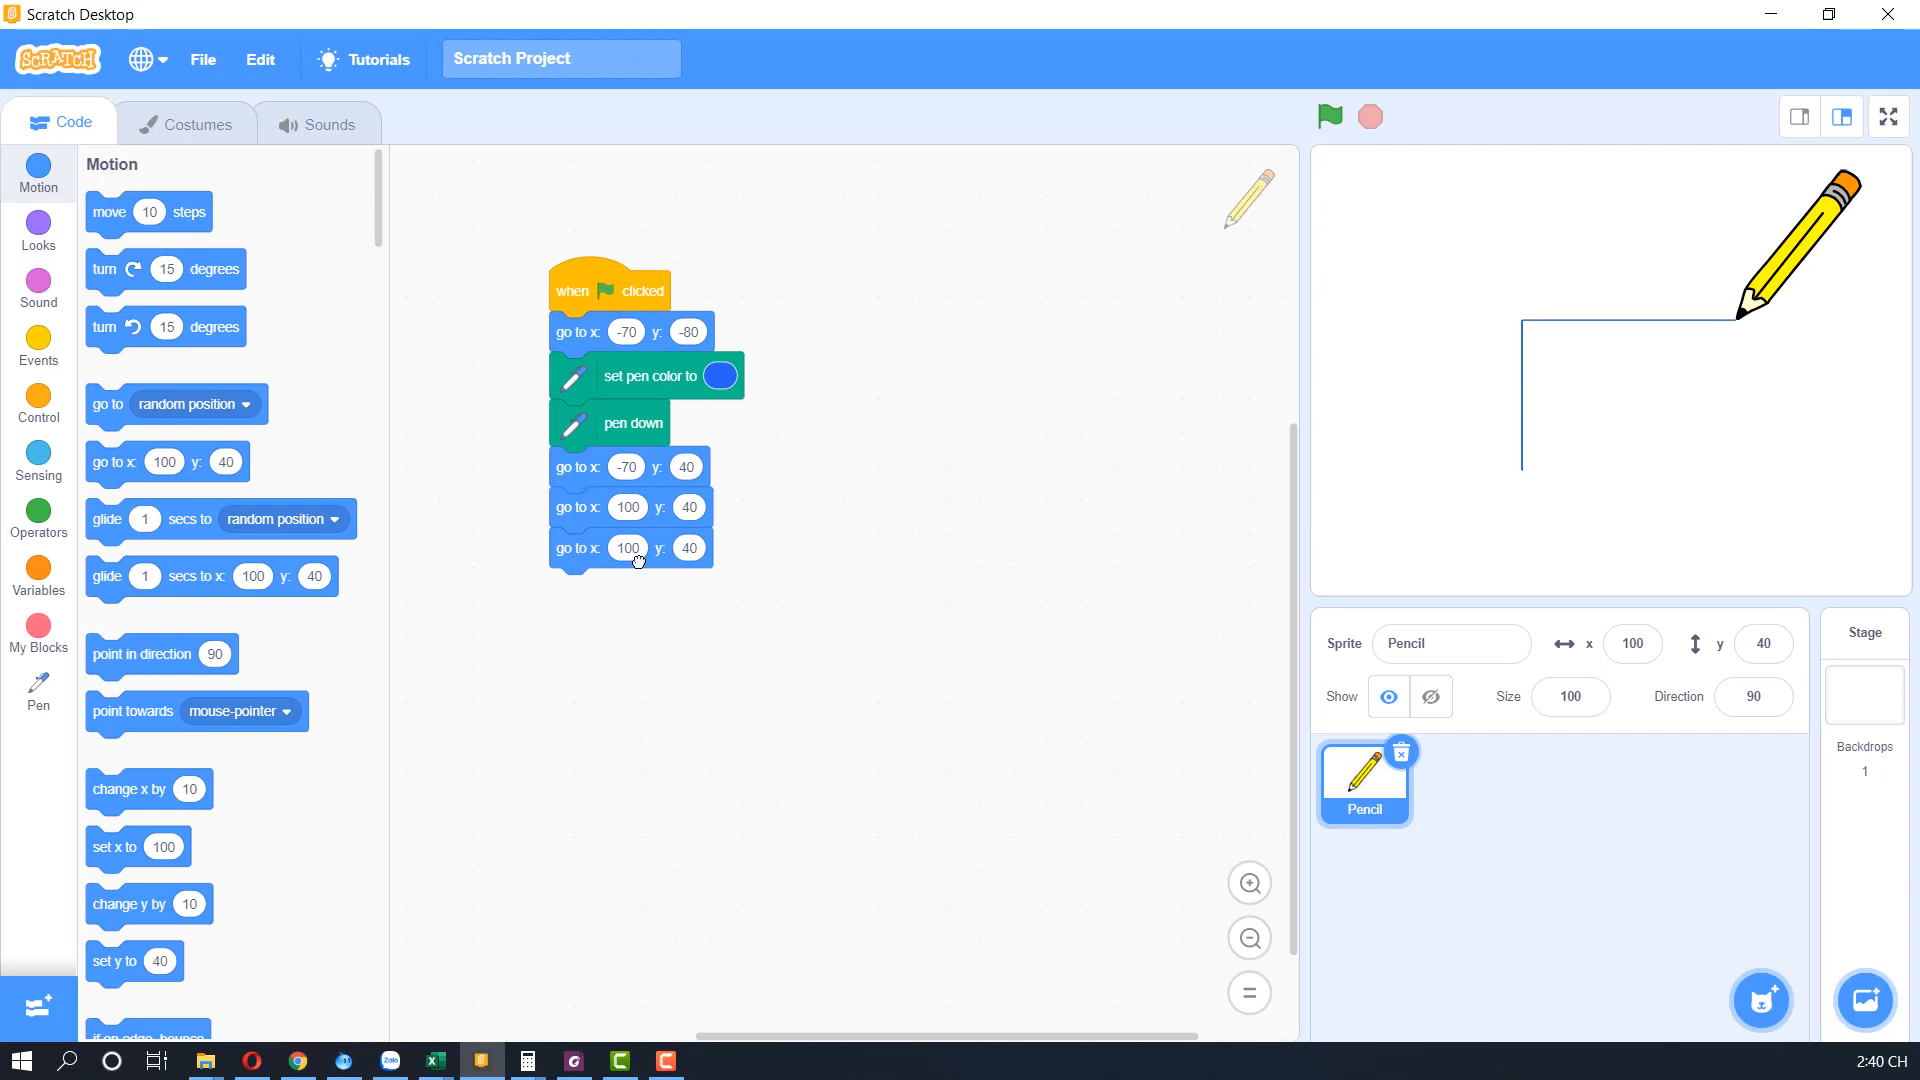 Scratch Desktop
SCRATCH
File
Edit
Tutorials
Scratch Project
Code
Costumes
Sounds
Motion
Looks
Sound
Events
Control
Sensing
Operators
Variables
My Blocks
Pen
Motion
move 10 steps
turn 15 degrees
turn 15 degrees
go to random position
go to x: 100 y: 40
glide 1 secs to random position
glide 1 secs to x: 100 y: 40
point in direction 90
point towards mouse-pointer
change x by 10
set x to 100
change y by 10
set y to 40
if on edge, bounce
when clicked
go to x: -70 y: -80
set pen color to
pen down
go to x: -70 y: 40
go to x: 100 y: 40
go to x: 100 y: 40
Sprite Pencil x 100 y 40
Show Size 100 Direction 90
Pencil
Stage
Backdrops
1
Zalo
2:40 CH